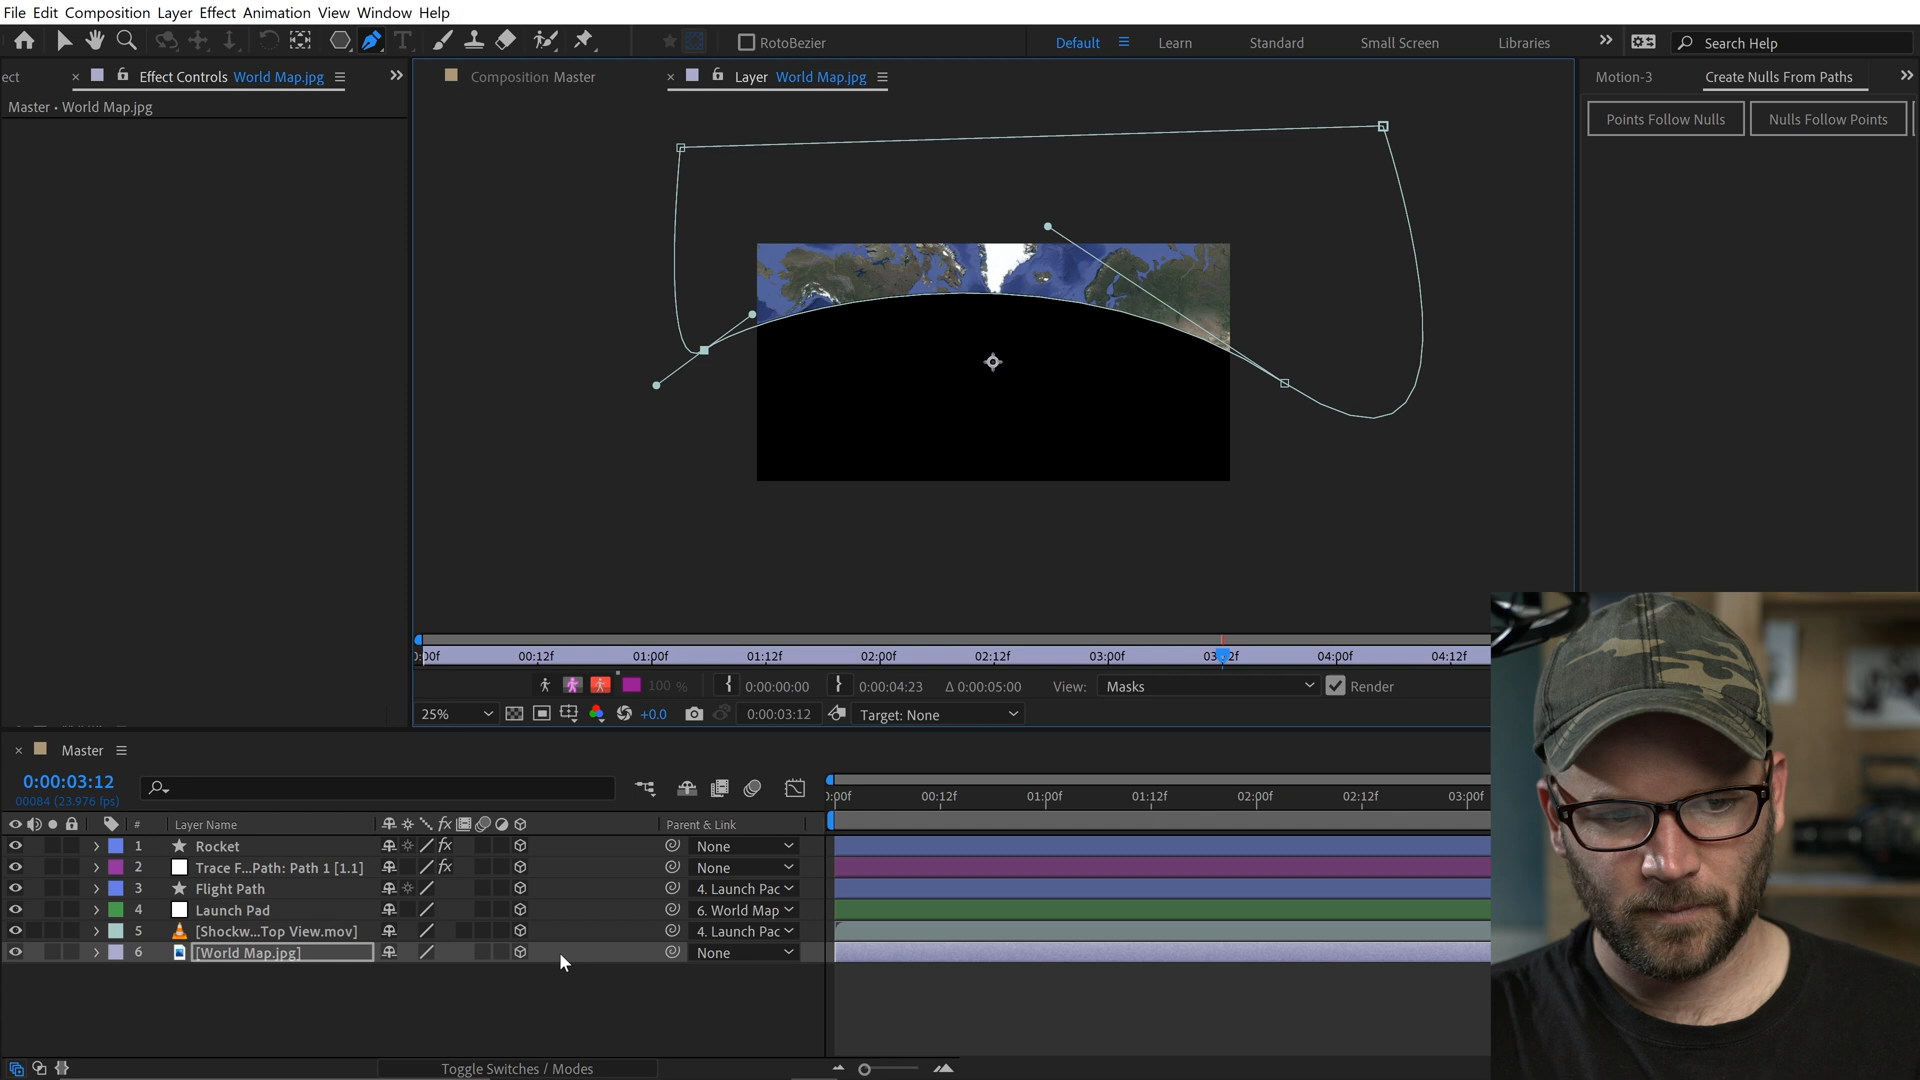 File Edit Composition Layer Effect Animation View Window Help
RotoBezier
Default Learn Standard Small Screen Libraries Search Help
ect × Effect Controls World Map.jpg
Composition Master × Layer World Map.jpg
Motion-3 Create Nulls From Paths
Master • World Map.jpg
Points Follow Nulls Nulls Follow Points
00f 00:12f 01:00f 01:12f 02:00f 02:12f 03:00f 2f 04:00f 04:12f
100 % 0:00:00:00 0:00:04:23 Δ 0:00:05:00 View: Masks Render
25% +0.0 0:00:03:12 Target: None
× Master
0:00:03:12
00084 (23.976 fps)
:00f 00:12f 01:00f 01:12f 02:00f 02:12f 03:00f
# Layer Name fx Parent & Link
1 Rocket fx None
2 Trace F...Path: Path 1 [1.1] fx None
3 Flight Path 4. Launch Pac
4 Launch Pad 6. World Map
5 [Shockw...Top View.mov] 4. Launch Pac
6 [World Map.jpg] None
Toggle Switches / Modes